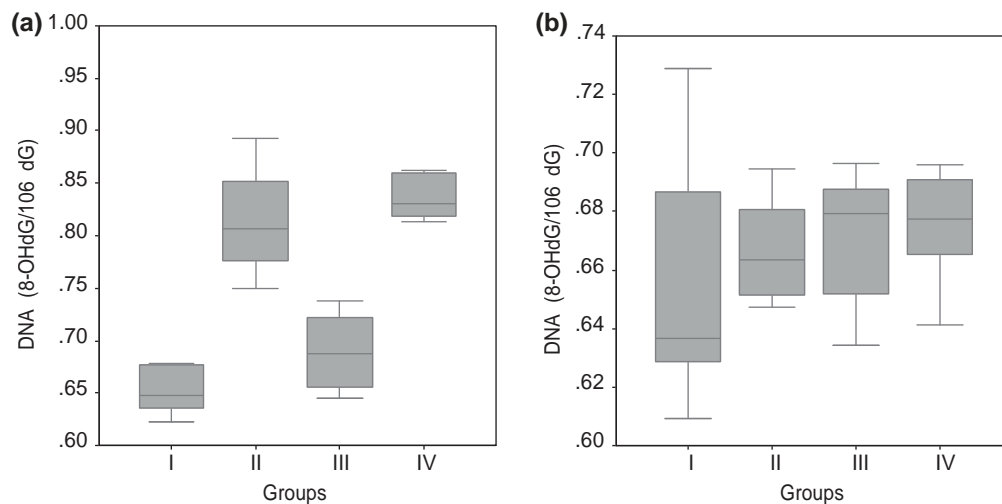 (a)
1.00
.95
.90
.85
.80
.75
.70
.65
.60
DNA (8-OHdG/106 dG)
I II III IV
Groups
(b)
.74
.72
.70
.68
.66
.64
.62
.60
DNA (8-OHdG/106 dG)
I II III IV
Groups